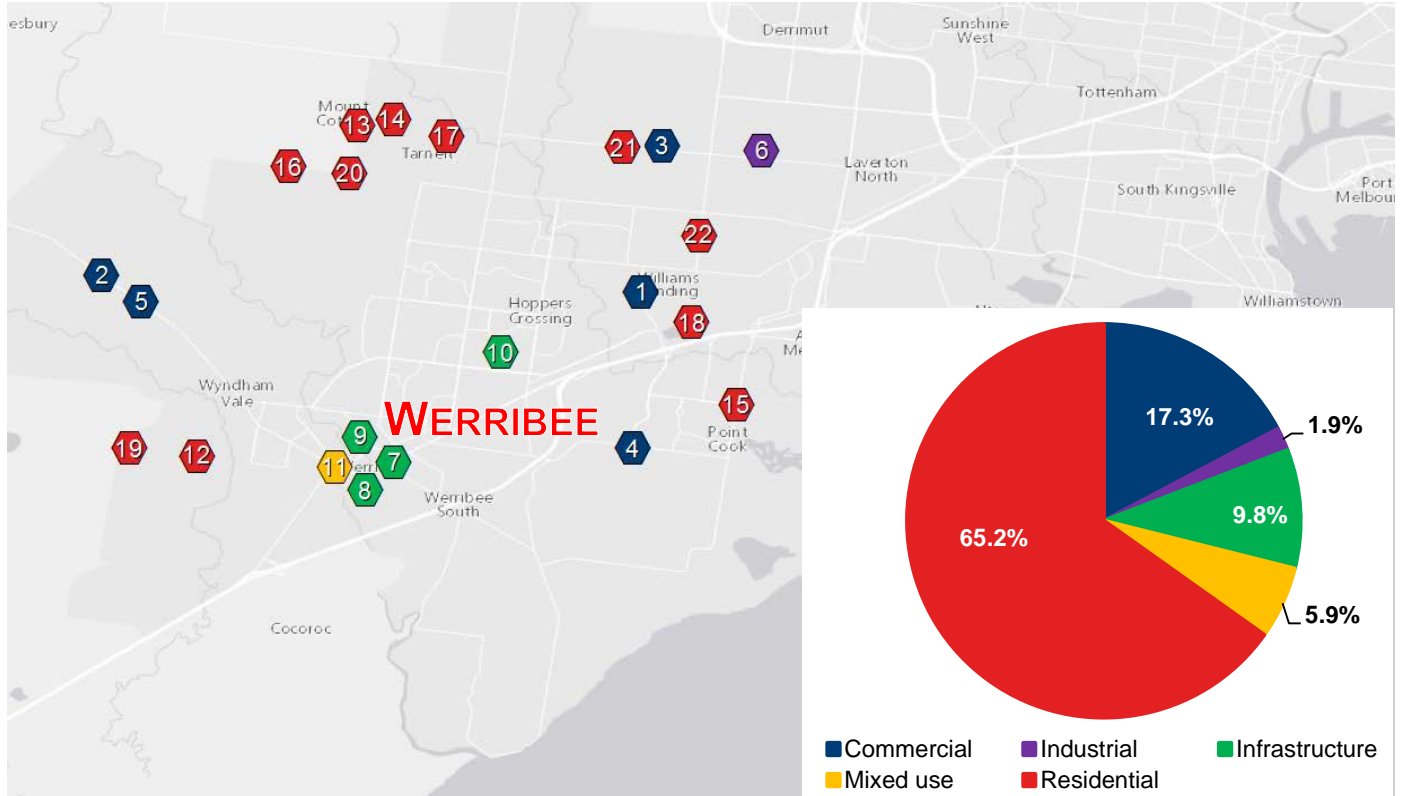 esbury
Derrimut
Sunshine
West
Tottenham
Mount
Cot
13
14
17
Tarneit
21
3
6
16
20
Laverton
North
South Kingsville
Port
Melbou
22
2
5
1
Williams
nding
Hoppers
Crossing
Williamstown
18
10
Wyndham
Vale
WERRIBEE
15
Point
Cook
9
7
4
19
12
11
Werri
8
Werribee
South
Cocoroc
17.3%
1.9%
9.8%
5.9%
65.2%
Commercial
Industrial
Infrastructure
Mixed use
Residential